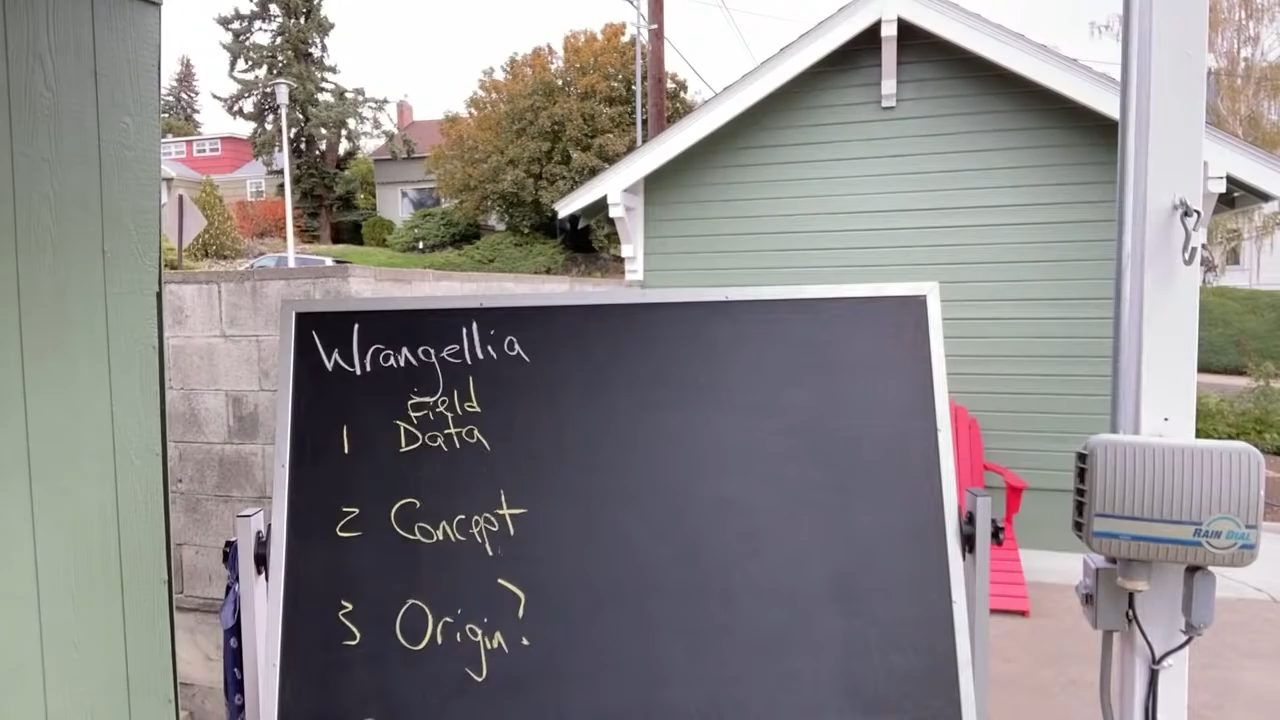 Wrangellia
Field
1 Data
2 Concept
3 Origin?
RAIN DIAL